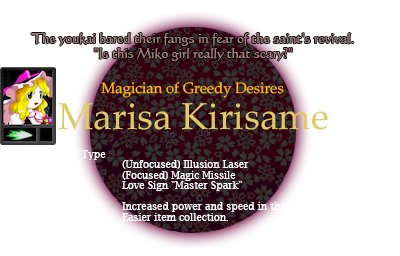 The youkai bared their fangs in fear of the saint's revival.
"Is this Miko girl really that scary?"
Magician of Greedy Desires
Marisa Kirisame
Type
(Unfocused) Illusion Laser
(Focused) Magic Missile
Love Sign "Master Spark"
Increased power and speed in the
Easier item collection.